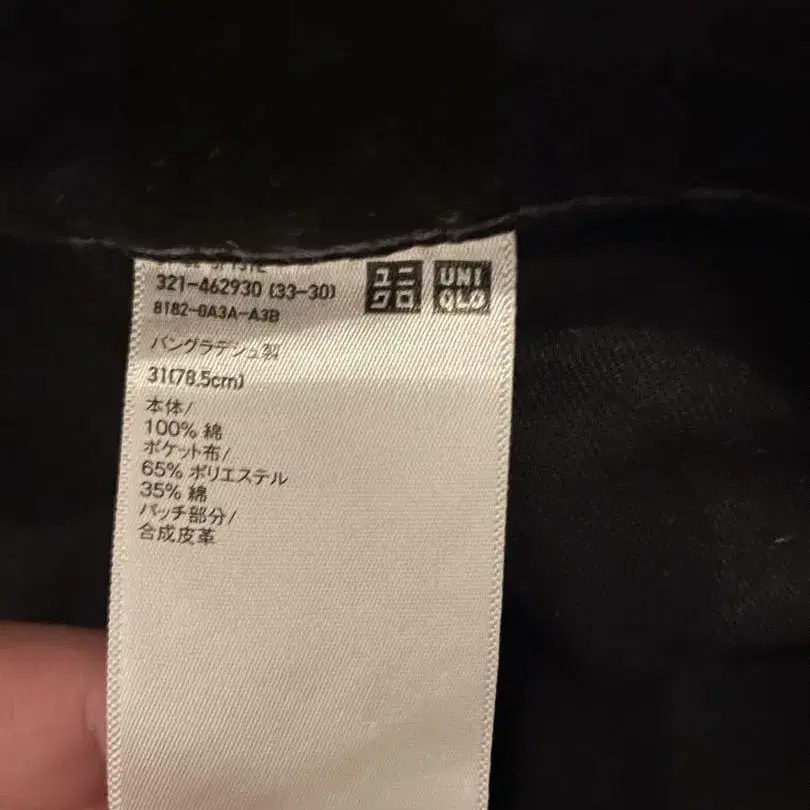 321-462930 (33-30)
8182-0A3A-A3B
ユニ
クロ
UNI
QLO
バングラデシュ製
31(78.5cm)
本体/
100% 綿
ポケット布/
65% ポリエステル
35% 綿
パッチ部分/
合成皮革